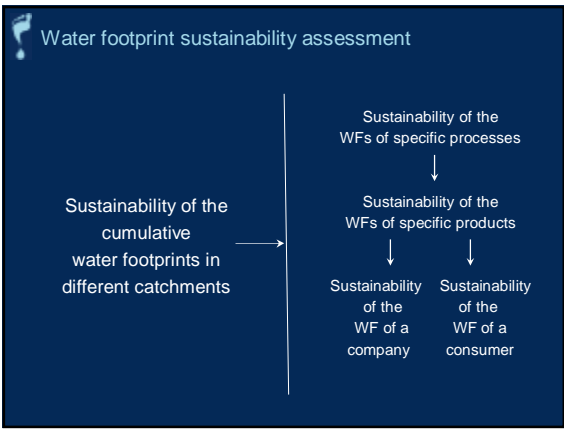 Water footprint sustainability assessment
Sustainability of the
cumulative
water footprints in
different catchments
Sustainability of the
WFs of specific processes
Sustainability of the
WFs of specific products
Sustainability
of the
WF of a
company
Sustainability
of the
WF of a
consumer